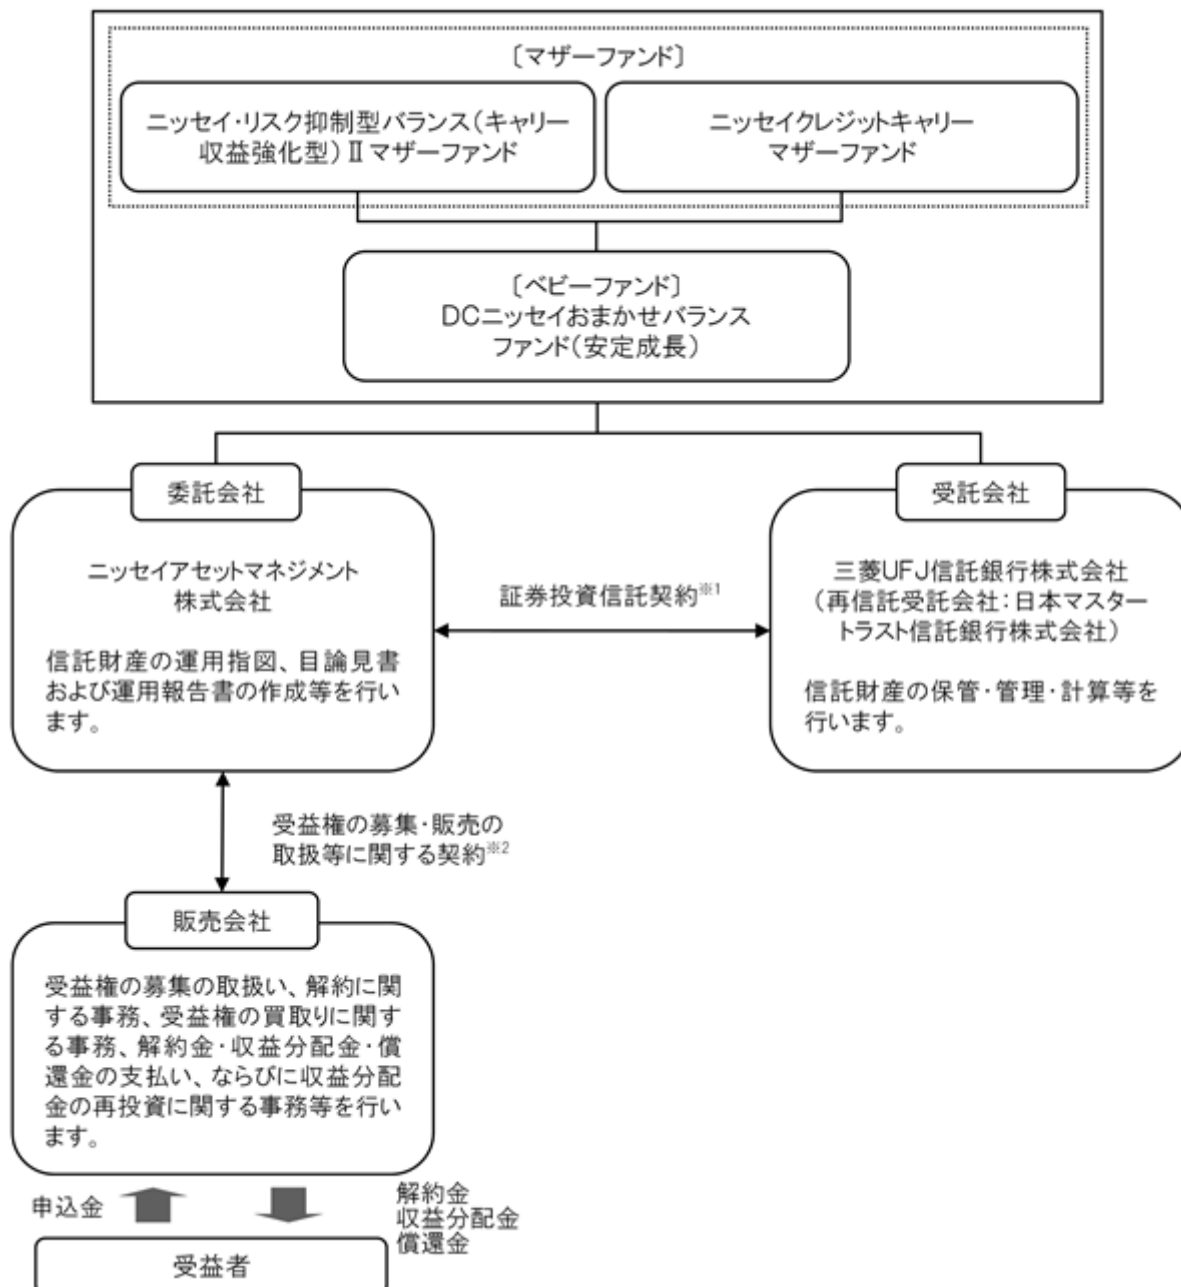 〔マザーファンド〕
ニッセイ・リスク抑制型バランス（キャリー
収益強化型）Ⅱマザーファンド
ニッセイクレジットキャリー
マザーファンド
〔ベビーファンド〕
DCニッセイおまかせバランス
ファンド（安定成長）
委託会社
ニッセイアセットマネジメント
株式会社
信託財産の運用指図、目論見書
および運用報告書の作成等を行い
ます。
証券投資信託契約※1
受託会社
三菱UFJ信託銀行株式会社
（再信託受託会社：日本マスター
トラスト信託銀行株式会社）
信託財産の保管・管理・計算等を
行います。
受益権の募集・販売の
取扱等に関する契約※2
販売会社
受益権の募集の取扱い、解約に関
する事務、受益権の買取りに関す
る事務、解約金・収益分配金・償
還金の支払い、ならびに収益分配
金の再投資に関する事務等を行い
ます。
申込金
解約金
収益分配金
償還金
受益者